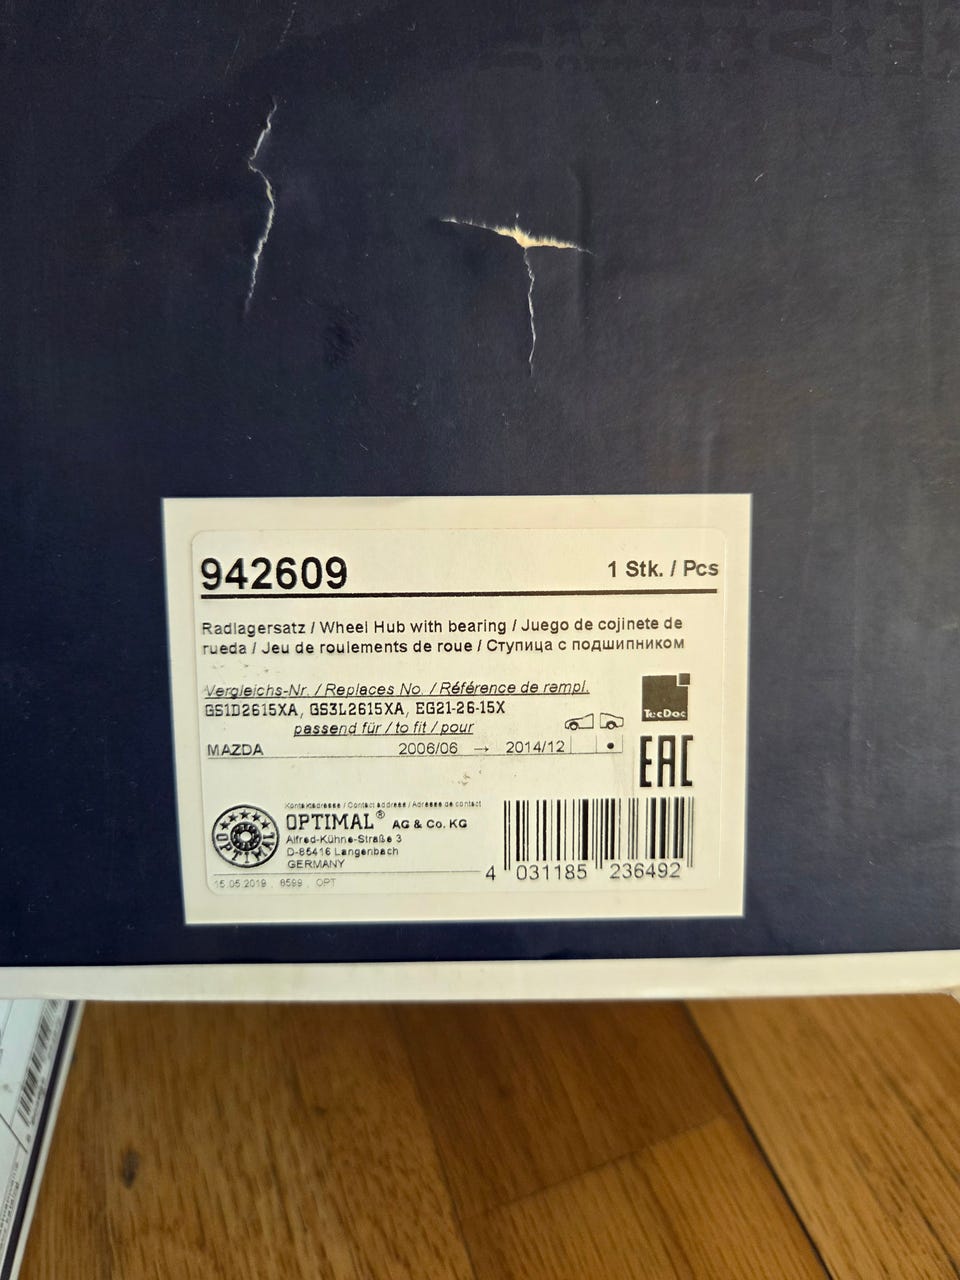 942609 1 Stk. / Pcs
Radlagersatz / Wheel Hub with bearing / Juego de cojinete de
rueda / Jeu de roulements de roue / Ступица с подшипником
Vergleichs-Nr. / Replaces No. / Référence de rempl.
GS1D2615XA, GS3L2615XA, EG21-26-15X
passend für / to fit / pour
MAZDA 2006/06 → 2014/12
TecDoc
EAC
Kontaktadresse / Contact address / Adresse de contact
OPTIMAL® AG & Co. KG
Alfred-Kühne-Straße 3
D-85416 Langenbach
GERMANY
OPTIMAL
15.05.2019 . 8599 . OPT
4 031185 236492